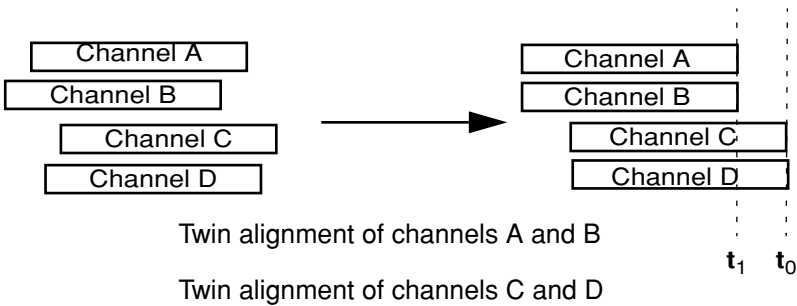 Channel A
Channel B
Channel C
Channel D
Channel A
Channel B
Channel C
Channel D
t₁ t₀
Twin alignment of channels A and B
Twin alignment of channels C and D